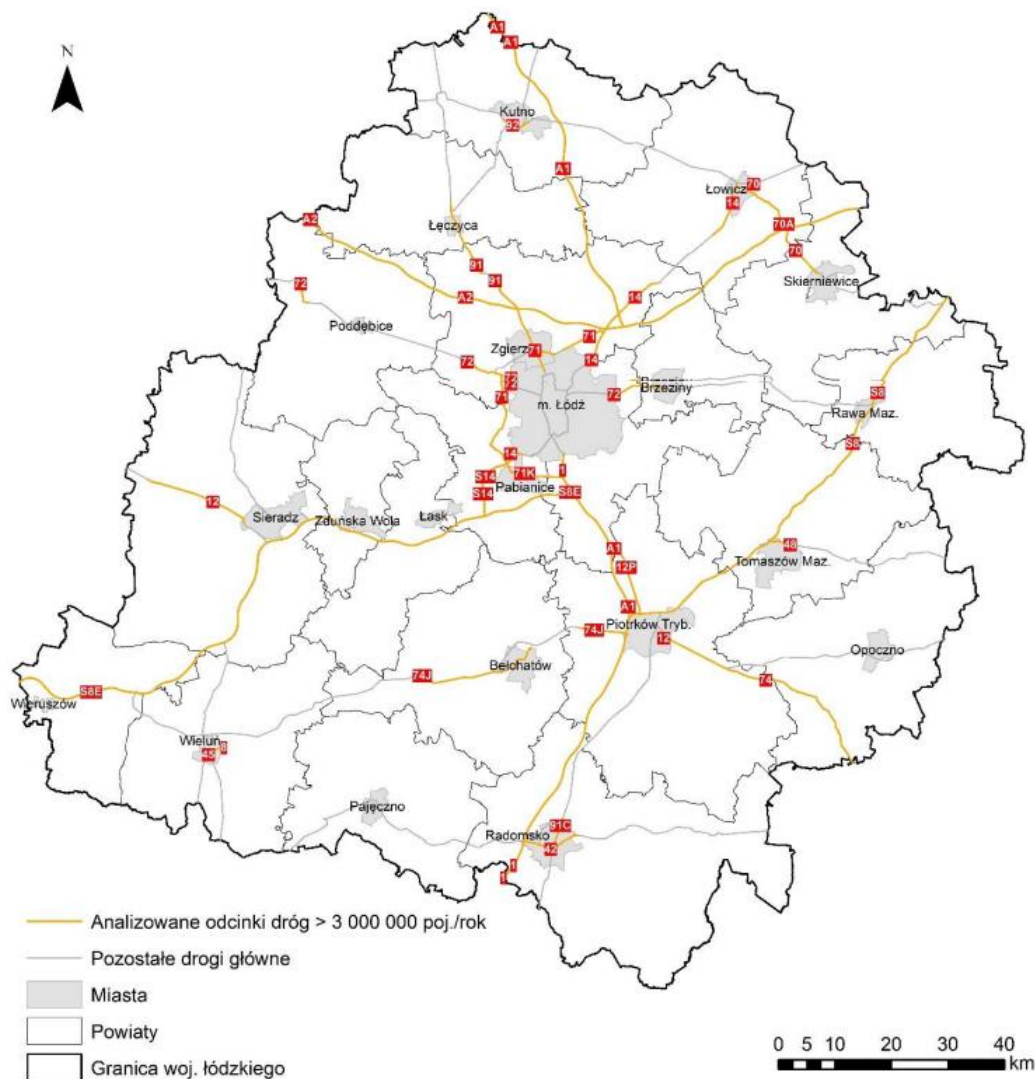 N
A1
A1
Kutno
92
A1
Łowicz
70
14
A2
70A
Łęczyca
70
91
91
Skierniewice
72
A2
14
Poddębice
71
Zgierz
71
14
72
72
72
71
m. Łódź
72
Brzeziny
S8
Rawa Maz.
S8
14
S14
71K
1
Pabianice
S14
S8E
12
Sieradz
Zduńska Wola
Łask
A1
12P
48
Tomaszów Maz.
A1
74J
Piotrków Tryb.
12
Opoczno
Bełchatów
74J
74
S8E
Wieruszów
Wieluń
8
45
Pajęczno
Radomsko
91C
42
1
1
Analizowane odcinki dróg > 3 000 000 poj./rok
Pozostałe drogi główne
Miasta
Powiaty
Granica woj. łódzkiego
0 5 10 20 30 40
km